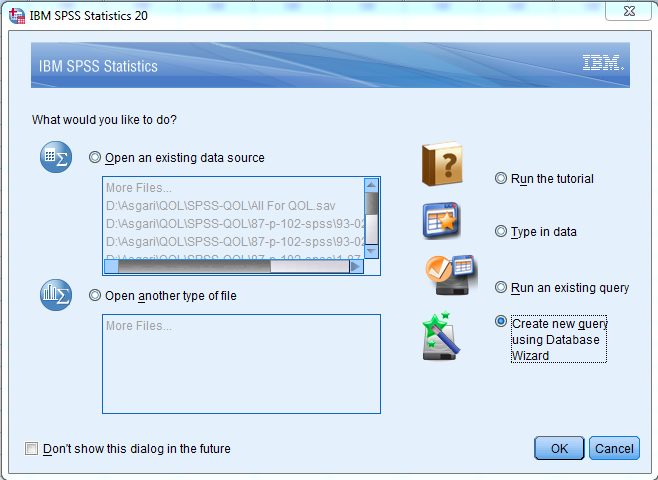 IBM SPSS Statistics 20
IBM SPSS Statistics
IBM.
What would you like to do?
Open an existing data source
More Files...
D:\Asgari\QOL\SPSS-QOL\All For QOL.sav
D:\Asgari\QOL\SPSS-QOL\87-p-102-spss\93-02
D:\Asgari\QOL\SPSS-QOL\87-p-102-spss\93-02
Open another type of file
More Files...
Run the tutorial
Type in data
Run an existing query
Create new query
using Database
Wizard
Don't show this dialog in the future
OK
Cancel